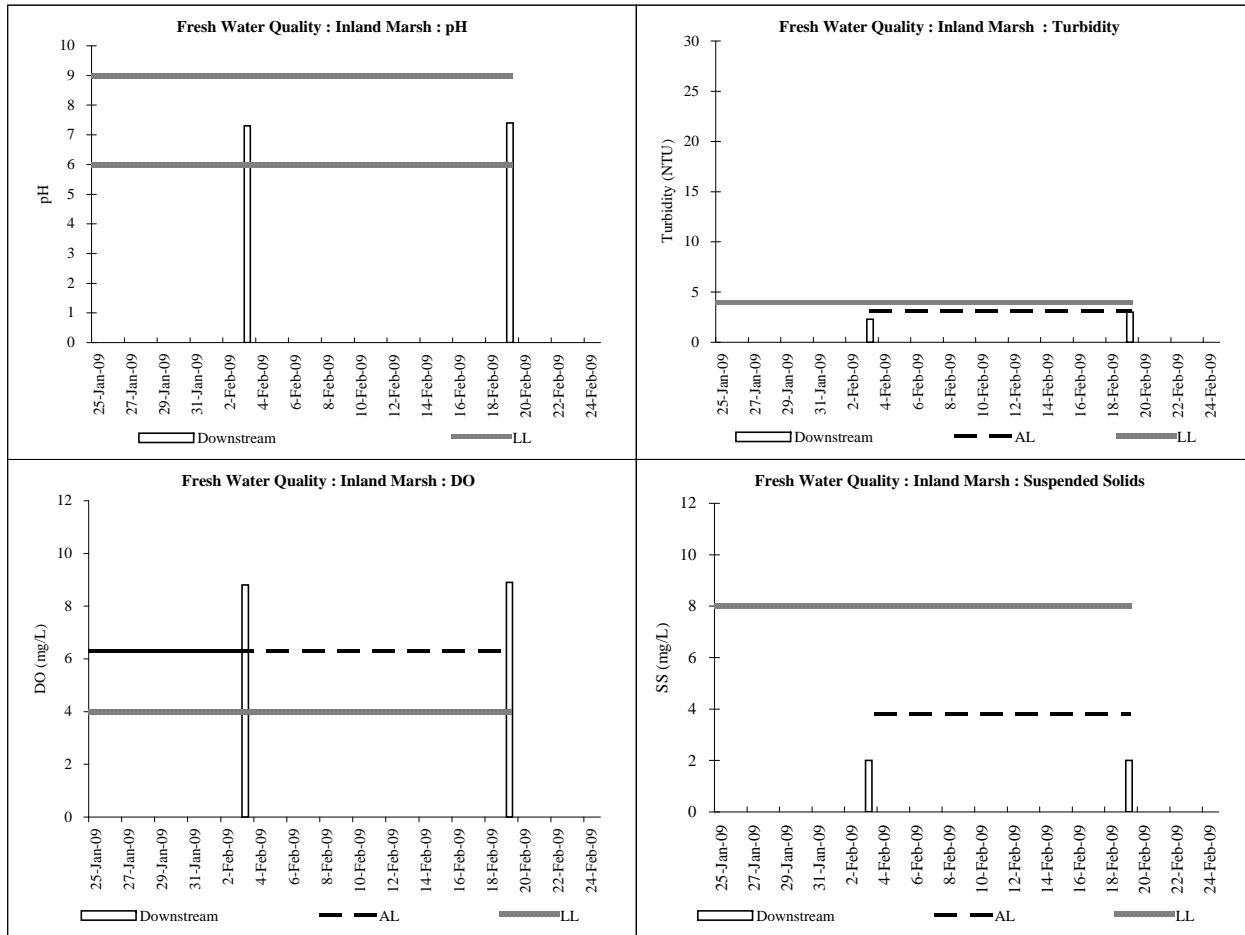 Fresh Water Quality : Inland Marsh : pH
10
9
8
7
6
5
4
3
2
1
0
pH
25-Jan-09
27-Jan-09
29-Jan-09
31-Jan-09
2-Feb-09
4-Feb-09
6-Feb-09
8-Feb-09
10-Feb-09
12-Feb-09
14-Feb-09
16-Feb-09
18-Feb-09
20-Feb-09
22-Feb-09
24-Feb-09
Downstream LL
Fresh Water Quality : Inland Marsh : Turbidity
30
25
20
15
10
5
0
Turbidity (NTU)
25-Jan-09
27-Jan-09
29-Jan-09
31-Jan-09
2-Feb-09
4-Feb-09
6-Feb-09
8-Feb-09
10-Feb-09
12-Feb-09
14-Feb-09
16-Feb-09
18-Feb-09
20-Feb-09
22-Feb-09
24-Feb-09
Downstream AL LL
Fresh Water Quality : Inland Marsh : DO
12
10
8
6
4
2
0
DO (mg/L)
25-Jan-09
27-Jan-09
29-Jan-09
31-Jan-09
2-Feb-09
4-Feb-09
6-Feb-09
8-Feb-09
10-Feb-09
12-Feb-09
14-Feb-09
16-Feb-09
18-Feb-09
20-Feb-09
22-Feb-09
24-Feb-09
Downstream AL LL
Fresh Water Quality : Inland Marsh : Suspended Solids
12
10
8
6
4
2
0
SS (mg/L)
25-Jan-09
27-Jan-09
29-Jan-09
31-Jan-09
2-Feb-09
4-Feb-09
6-Feb-09
8-Feb-09
10-Feb-09
12-Feb-09
14-Feb-09
16-Feb-09
18-Feb-09
20-Feb-09
22-Feb-09
24-Feb-09
Downstream AL LL